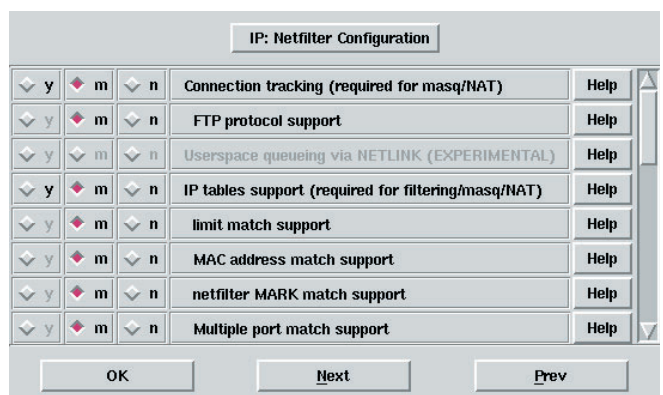 IP: Netfilter Configuration
y m n Connection tracking (required for masq/NAT) Help
y m n FTP protocol support Help
y m n Userspace queueing via NETLINK (EXPERIMENTAL) Help
y m n IP tables support (required for filtering/masq/NAT) Help
y m n limit match support Help
y m n MAC address match support Help
y m n netfilter MARK match support Help
y m n Multiple port match support Help
OK Next Prev